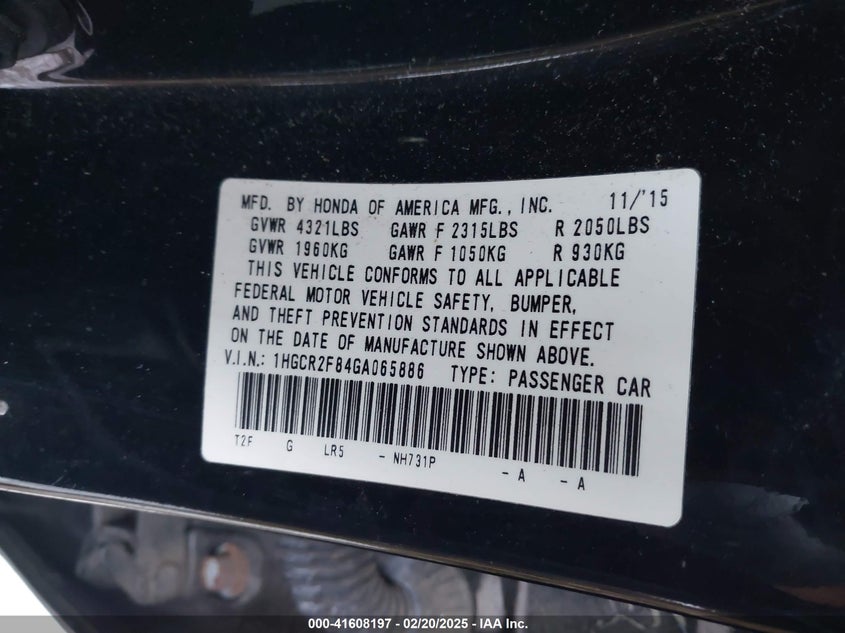 MFD. BY HONDA OF AMERICA MFG., INC. 11/'15
GVWR 4321LBS GAWR F 2315LBS R 2050LBS
GVWR 1960KG GAWR F 1050KG R 930KG
THIS VEHICLE CONFORMS TO ALL APPLICABLE
FEDERAL MOTOR VEHICLE SAFETY, BUMPER,
AND THEFT PREVENTION STANDARDS IN EFFECT
ON THE DATE OF MANUFACTURE SHOWN ABOVE.
V.I.N.: 1HGCR2F84GA065886 TYPE: PASSENGER CAR
T2F G LR5 - NH731P - A - A
000-41608197 - 02/20/2025 - IAA Inc.